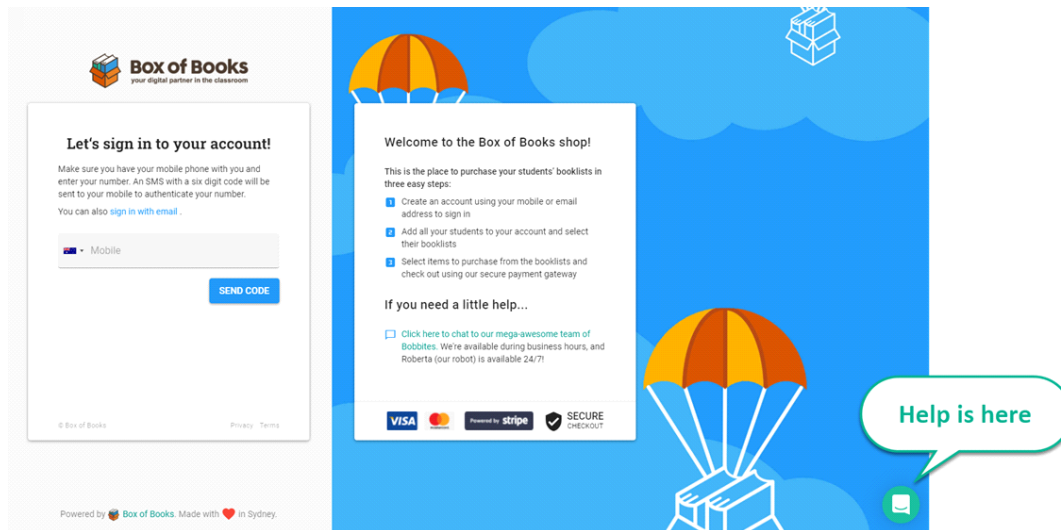 Box of Books
your digital partner in the classroom
Let's sign in to your account!
Make sure you have your mobile phone with you and
enter your number. An SMS with a six digit code will be
sent to your mobile to authenticate your number.
You can also sign in with email .
Mobile
SEND CODE
© Box of Books
Privacy Terms
Powered by Box of Books. Made with in Sydney.
Welcome to the Box of Books shop!
This is the place to purchase your students' booklists in
three easy steps:
1 Create an account using your mobile or email
address to sign in
2 Add all your students to your account and select
their booklists
3 Select items to purchase from the booklists and
check out using our secure payment gateway
If you need a little help...
Click here to chat to our mega-awesome team of
Bobbites. We're available during business hours, and
Roberta (our robot) is available 24/7!
VISA
Powered by stripe
SECURE
CHECKOUT
Help is here